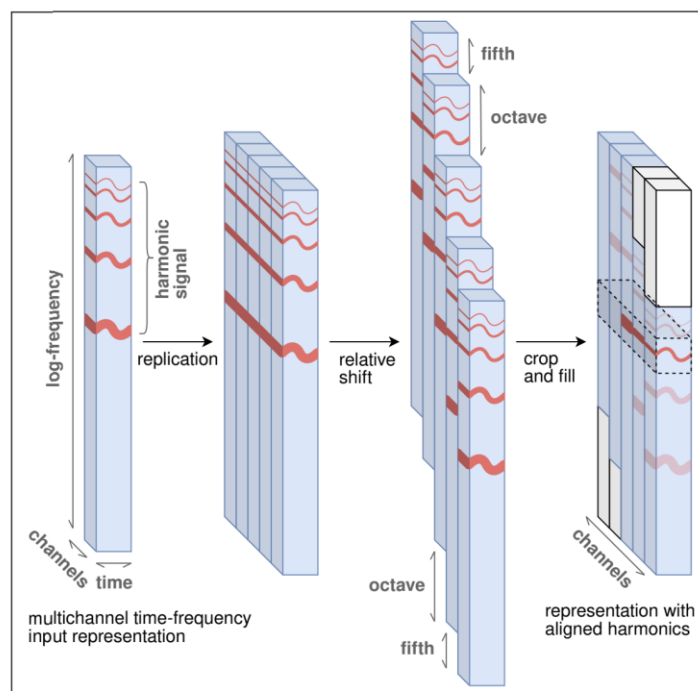 fifth
octave
log-frequency
harmonic
signal
replication
relative
shift
crop
and fill
channels
time
octave
fifth
channels
multichannel time-frequency
input representation
representation with
aligned harmonics